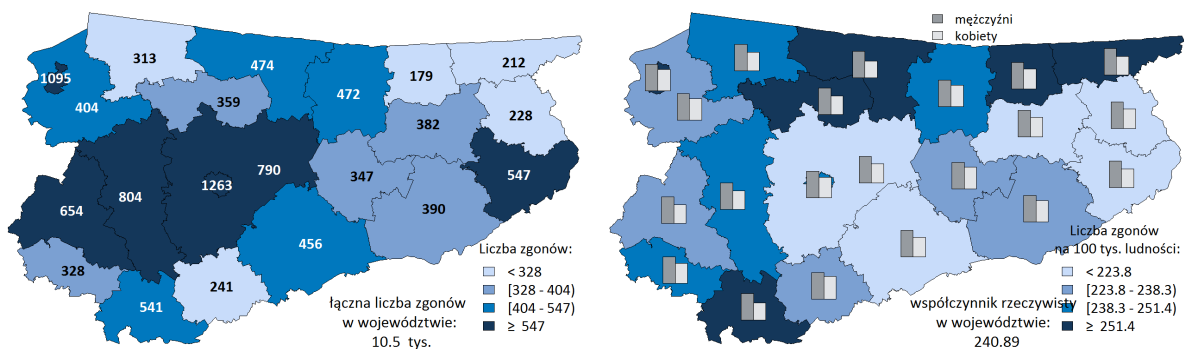 313
474
212
179
1095
404
359
472
382
228
790
1263
347
547
804
654
390
456
328
241
541
Liczba zgonów:
< 328
[328 - 404)
[404 - 547)
≥ 547
łączna liczba zgonów
w województwie:
10.5 tys.
mężczyźni
kobiety
Liczba zgonów
na 100 tys. ludności:
< 223.8
[223.8 - 238.3)
[238.3 - 251.4)
≥ 251.4
współczynnik rzeczywisty
w województwie:
240.89